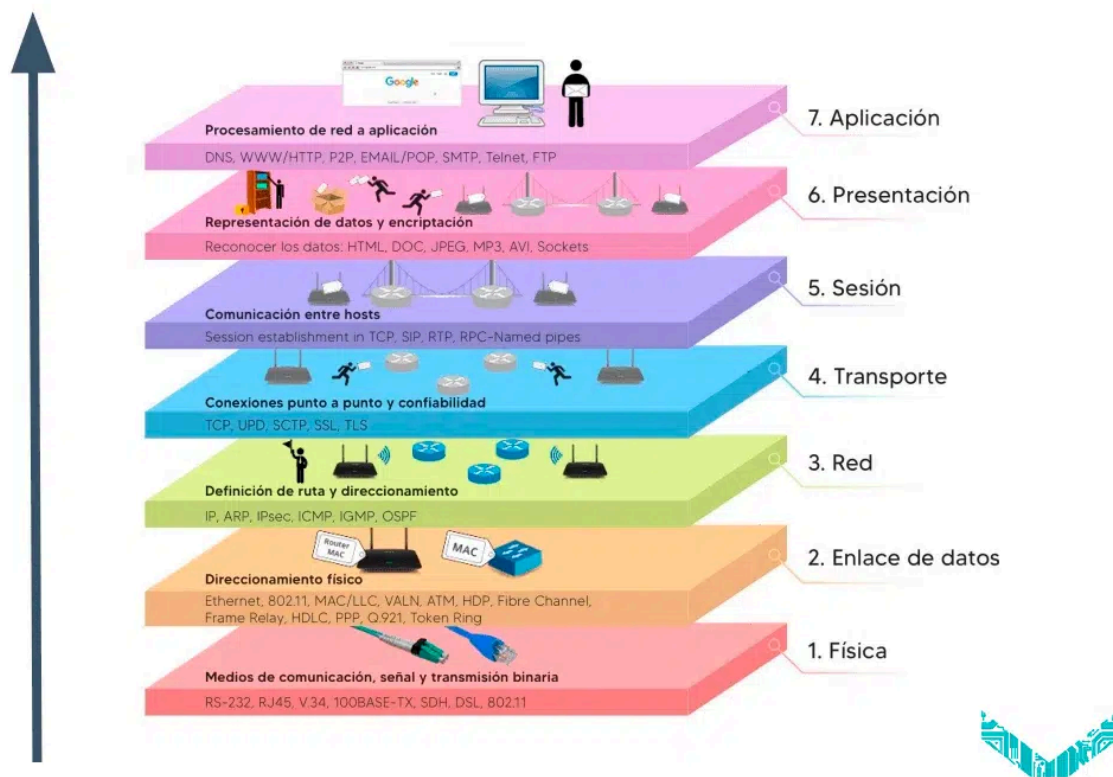 Google
Procesamiento de red a aplicación
DNS, WWW/HTTP, P2P, EMAIL/POP, SMTP, Telnet, FTP
7. Aplicación
Representación de datos y encriptación
Reconocer los datos: HTML, DOC, JPEG, MP3, AVI, Sockets
6. Presentación
Comunicación entre hosts
Session establishment in TCP, SIP, RTP, RPC-Named pipes
5. Sesión
Conexiones punto a punto y confiabilidad
TCP, UPD, SCTP, SSL, TLS
4. Transporte
Definición de ruta y direccionamiento
IP, ARP, IPsec, ICMP, IGMP, OSPF
3. Red
Router
MAC
MAC
Direccionamiento físico
Ethernet, 802.11, MAC/LLC, VALN, ATM, HDP, Fibre Channel,
Frame Relay, HDLC, PPP, Q.921, Token Ring
2. Enlace de datos
Medios de comunicación, señal y transmisión binaria
RS-232, RJ45, V.34, 100BASE-TX, SDH, DSL, 802.11
1. Física